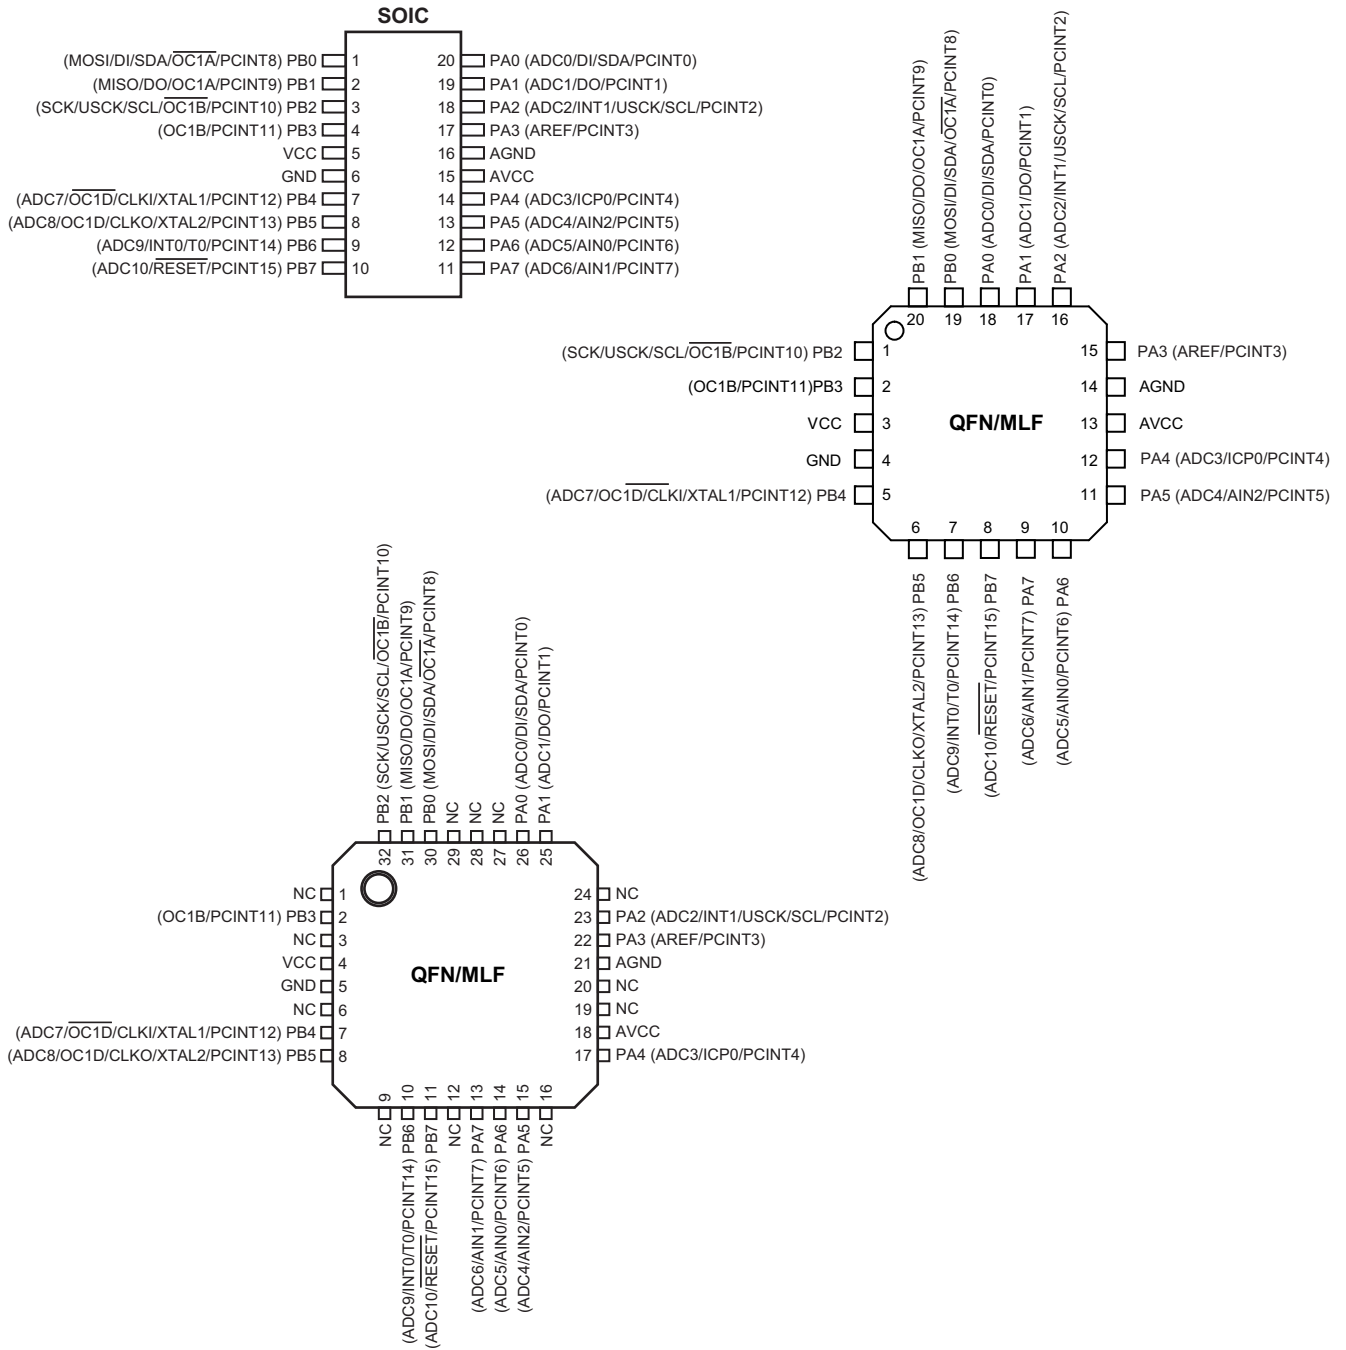 SOIC
(MOSI/DI/SDA/OC1A/PCINT8) PB0 1 20 PA0 (ADC0/DI/SDA/PCINT0)
(MISO/DO/OC1A/PCINT9) PB1 2 19 PA1 (ADC1/DO/PCINT1)
(SCK/USCK/SCL/OC1B/PCINT10) PB2 3 18 PA2 (ADC2/INT1/USCK/SCL/PCINT2)
(OC1B/PCINT11) PB3 4 17 PA3 (AREF/PCINT3)
VCC 5 16 AGND
GND 6 15 AVCC
(ADC7/OC1D/CLKI/XTAL1/PCINT12) PB4 7 14 PA4 (ADC3/ICP0/PCINT4)
(ADC8/OC1D/CLKO/XTAL2/PCINT13) PB5 8 13 PA5 (ADC4/AIN2/PCINT5)
(ADC9/INT0/T0/PCINT14) PB6 9 12 PA6 (ADC5/AIN0/PCINT6)
(ADC10/RESET/PCINT15) PB7 10 11 PA7 (ADC6/AIN1/PCINT7)
PB1 (MISO/DO/OC1A/PCINT9)
PB0 (MOSI/DI/SDA/OC1A/PCINT8)
PA0 (ADC0/DI/SDA/PCINT0)
PA1 (ADC1/DO/PCINT1)
PA2 (ADC2/INT1/USCK/SCL/PCINT2)
20 19 18 17 16
(SCK/USCK/SCL/OC1B/PCINT10) PB2 1 15 PA3 (AREF/PCINT3)
(OC1B/PCINT11)PB3 2 14 AGND
VCC 3 QFN/MLF 13 AVCC
GND 4 12 PA4 (ADC3/ICP0/PCINT4)
(ADC7/OC1D/CLKI/XTAL1/PCINT12) PB4 5 11 PA5 (ADC4/AIN2/PCINT5)
6 7 8 9 10
(ADC8/OC1D/CLKO/XTAL2/PCINT13) PB5
(ADC9/INT0/T0/PCINT14) PB6
(ADC10/RESET/PCINT15) PB7
(ADC6/AIN1/PCINT7) PA7
(ADC5/AIN0/PCINT6) PA6
PB2 (SCK/USCK/SCL/OC1B/PCINT10)
PB1 (MISO/DO/OC1A/PCINT9)
PB0 (MOSI/DI/SDA/OC1A/PCINT8)
NC
NC
NC
PA0 (ADC0/DI/SDA/PCINT0)
PA1 (ADC1/DO/PCINT1)
32 31 30 29 28 27 26 25
NC 1 24 NC
(OC1B/PCINT11) PB3 2 23 PA2 (ADC2/INT1/USCK/SCL/PCINT2)
NC 3 22 PA3 (AREF/PCINT3)
VCC 4 21 AGND
QFN/MLF
GND 5 20 NC
NC 6 19 NC
(ADC7/OC1D/CLKI/XTAL1/PCINT12) PB4 7 18 AVCC
(ADC8/OC1D/CLKO/XTAL2/PCINT13) PB5 8 17 PA4 (ADC3/ICP0/PCINT4)
9 10 11 12 13 14 15 16
NC
(ADC9/INT0/T0/PCINT14) PB6
(ADC10/RESET/PCINT15) PB7
NC
(ADC6/AIN1/PCINT7) PA7
(ADC5/AIN0/PCINT6) PA6
(ADC4/AIN2/PCINT5) PA5
NC